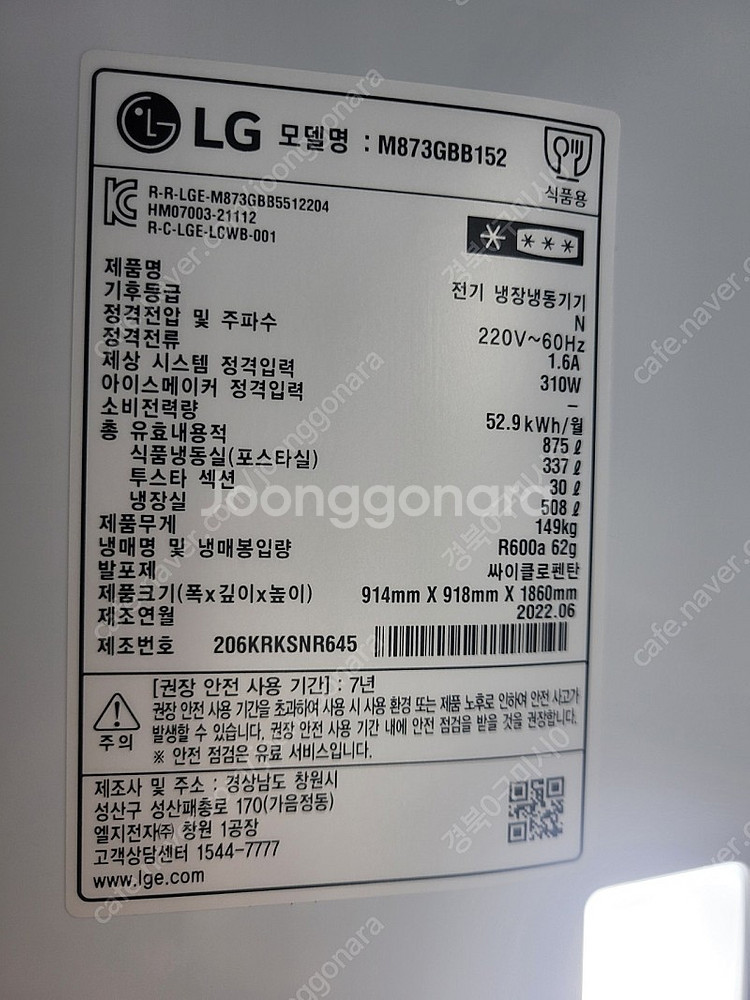 LG 모델명 : M873GBB152
식품용
R-R-LGE-M873GBB5512204
HM07003-21112
R-C-LGE-LCWB-001
제품명 전기 냉장냉동기기
기후등급 N
정격전압 및 주파수 220V~60Hz
정격전류 1.6A
제상 시스템 정격입력 310W
아이스메이커 정격입력 –
소비전력량 52.9kWh/월
총 유효내용적 875ℓ
식품냉동실(포스타실) 337ℓ
투스타 섹션 30ℓ
냉장실 508ℓ
제품무게 149kg
냉매명 및 냉매봉입량 R600a 62g
발포제 싸이클로펜탄
제품크기(폭x깊이x높이) 914mm X 918mm X 1860mm
제조연월 2022.06
제조번호 206KRKSNR645
[권장 안전 사용 기간] : 7년
권장 안전 사용 기간을 초과하여 사용 시 사용 환경 또는 제품 노후로 인하여 안전 사고가
발생할 수 있습니다. 권장 안전 사용 기간 내에 안전 점검을 받을 것을 권장합니다.
※ 안전 점검은 유료 서비스입니다.
주의
제조사 및 주소 : 경상남도 창원시
성산구 성산패총로 170(가음정동)
엘지전자㈜ 창원 1공장
고객상담센터 1544-7777
www.lge.com
Joonggonara
cafe.naver.com/joonggonara